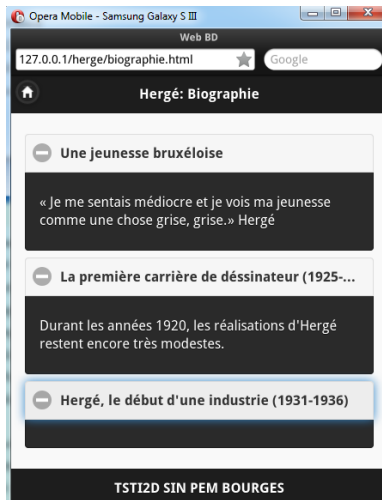 Opera Mobile - Samsung Galaxy S III
Web BD
127.0.0.1/herge/biographie.html
Google
Hergé: Biographie
Une jeunesse bruxéloise
« Je me sentais médiocre et je vois ma jeunesse
comme une chose grise, grise.» Hergé
La première carrière de déssinateur (1925-...
Durant les années 1920, les réalisations d'Hergé
restent encore très modestes.
Hergé, le début d'une industrie (1931-1936)
TSTI2D SIN PEM BOURGES